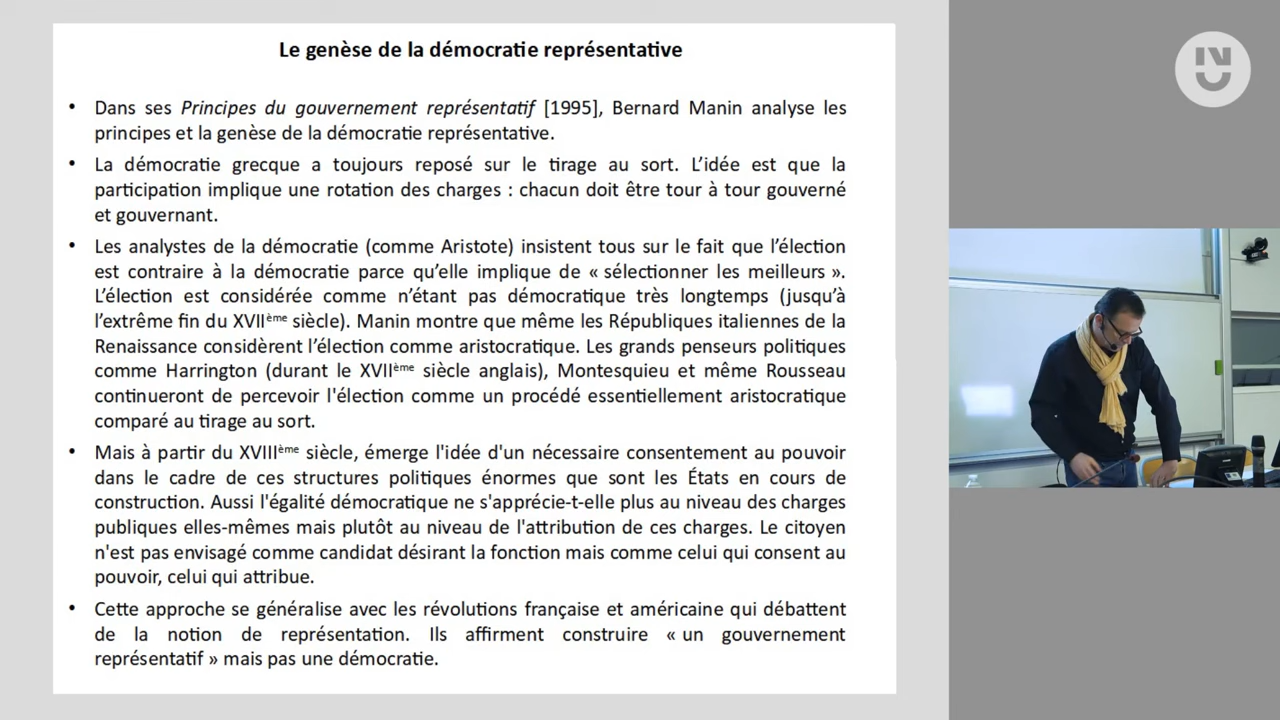 Le genèse de la démocratie représentative
• Dans ses Principes du gouvernement représentatif [1995], Bernard Manin analyse les
principes et la genèse de la démocratie représentative.
• La démocratie grecque a toujours reposé sur le tirage au sort. L’idée est que la
participation implique une rotation des charges : chacun doit être tour à tour gouverné
et gouvernant.
• Les analystes de la démocratie (comme Aristote) insistent tous sur le fait que l’élection
est contraire à la démocratie parce qu’elle implique de « sélectionner les meilleurs ».
L’élection est considérée comme n’étant pas démocratique très longtemps (jusqu’à
l’extrême fin du XVIIème siècle). Manin montre que même les Républiques italiennes de la
Renaissance considèrent l’élection comme aristocratique. Les grands penseurs politiques
comme Harrington (durant le XVIIème siècle anglais), Montesquieu et même Rousseau
continueront de percevoir l'élection comme un procédé essentiellement aristocratique
comparé au tirage au sort.
• Mais à partir du XVIIIème siècle, émerge l'idée d'un nécessaire consentement au pouvoir
dans le cadre de ces structures politiques énormes que sont les États en cours de
construction. Aussi l'égalité démocratique ne s'apprécie-t-elle plus au niveau des charges
publiques elles-mêmes mais plutôt au niveau de l'attribution de ces charges. Le citoyen
n'est pas envisagé comme candidat désirant la fonction mais comme celui qui consent au
pouvoir, celui qui attribue.
• Cette approche se généralise avec les révolutions française et américaine qui débattent
de la notion de représentation. Ils affirment construire « un gouvernement
représentatif » mais pas une démocratie.